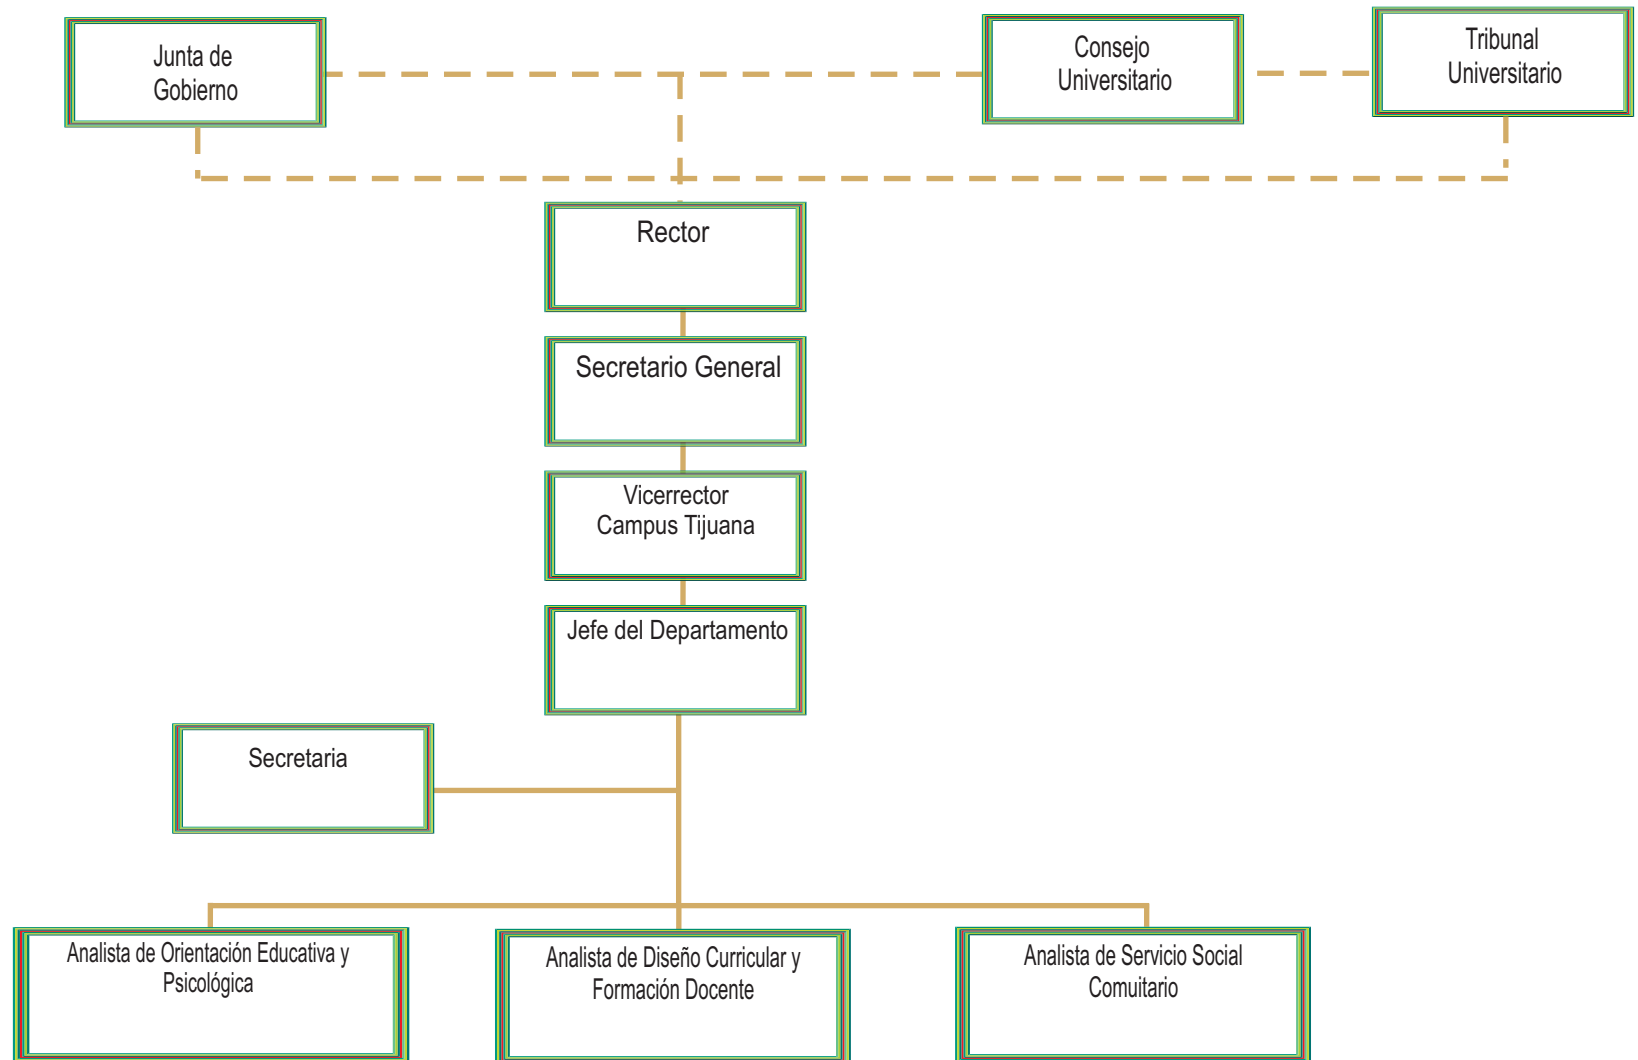 Junta de
Gobierno
Consejo
Universitario
Tribunal
Universitario
Rector
Secretario General
Vicerrector
Campus Tijuana
Jefe del Departamento
Secretaria
Analista de Orientación Educativa y
Psicológica
Analista de Diseño Curricular y
Formación Docente
Analista de Servicio Social
Comuitario